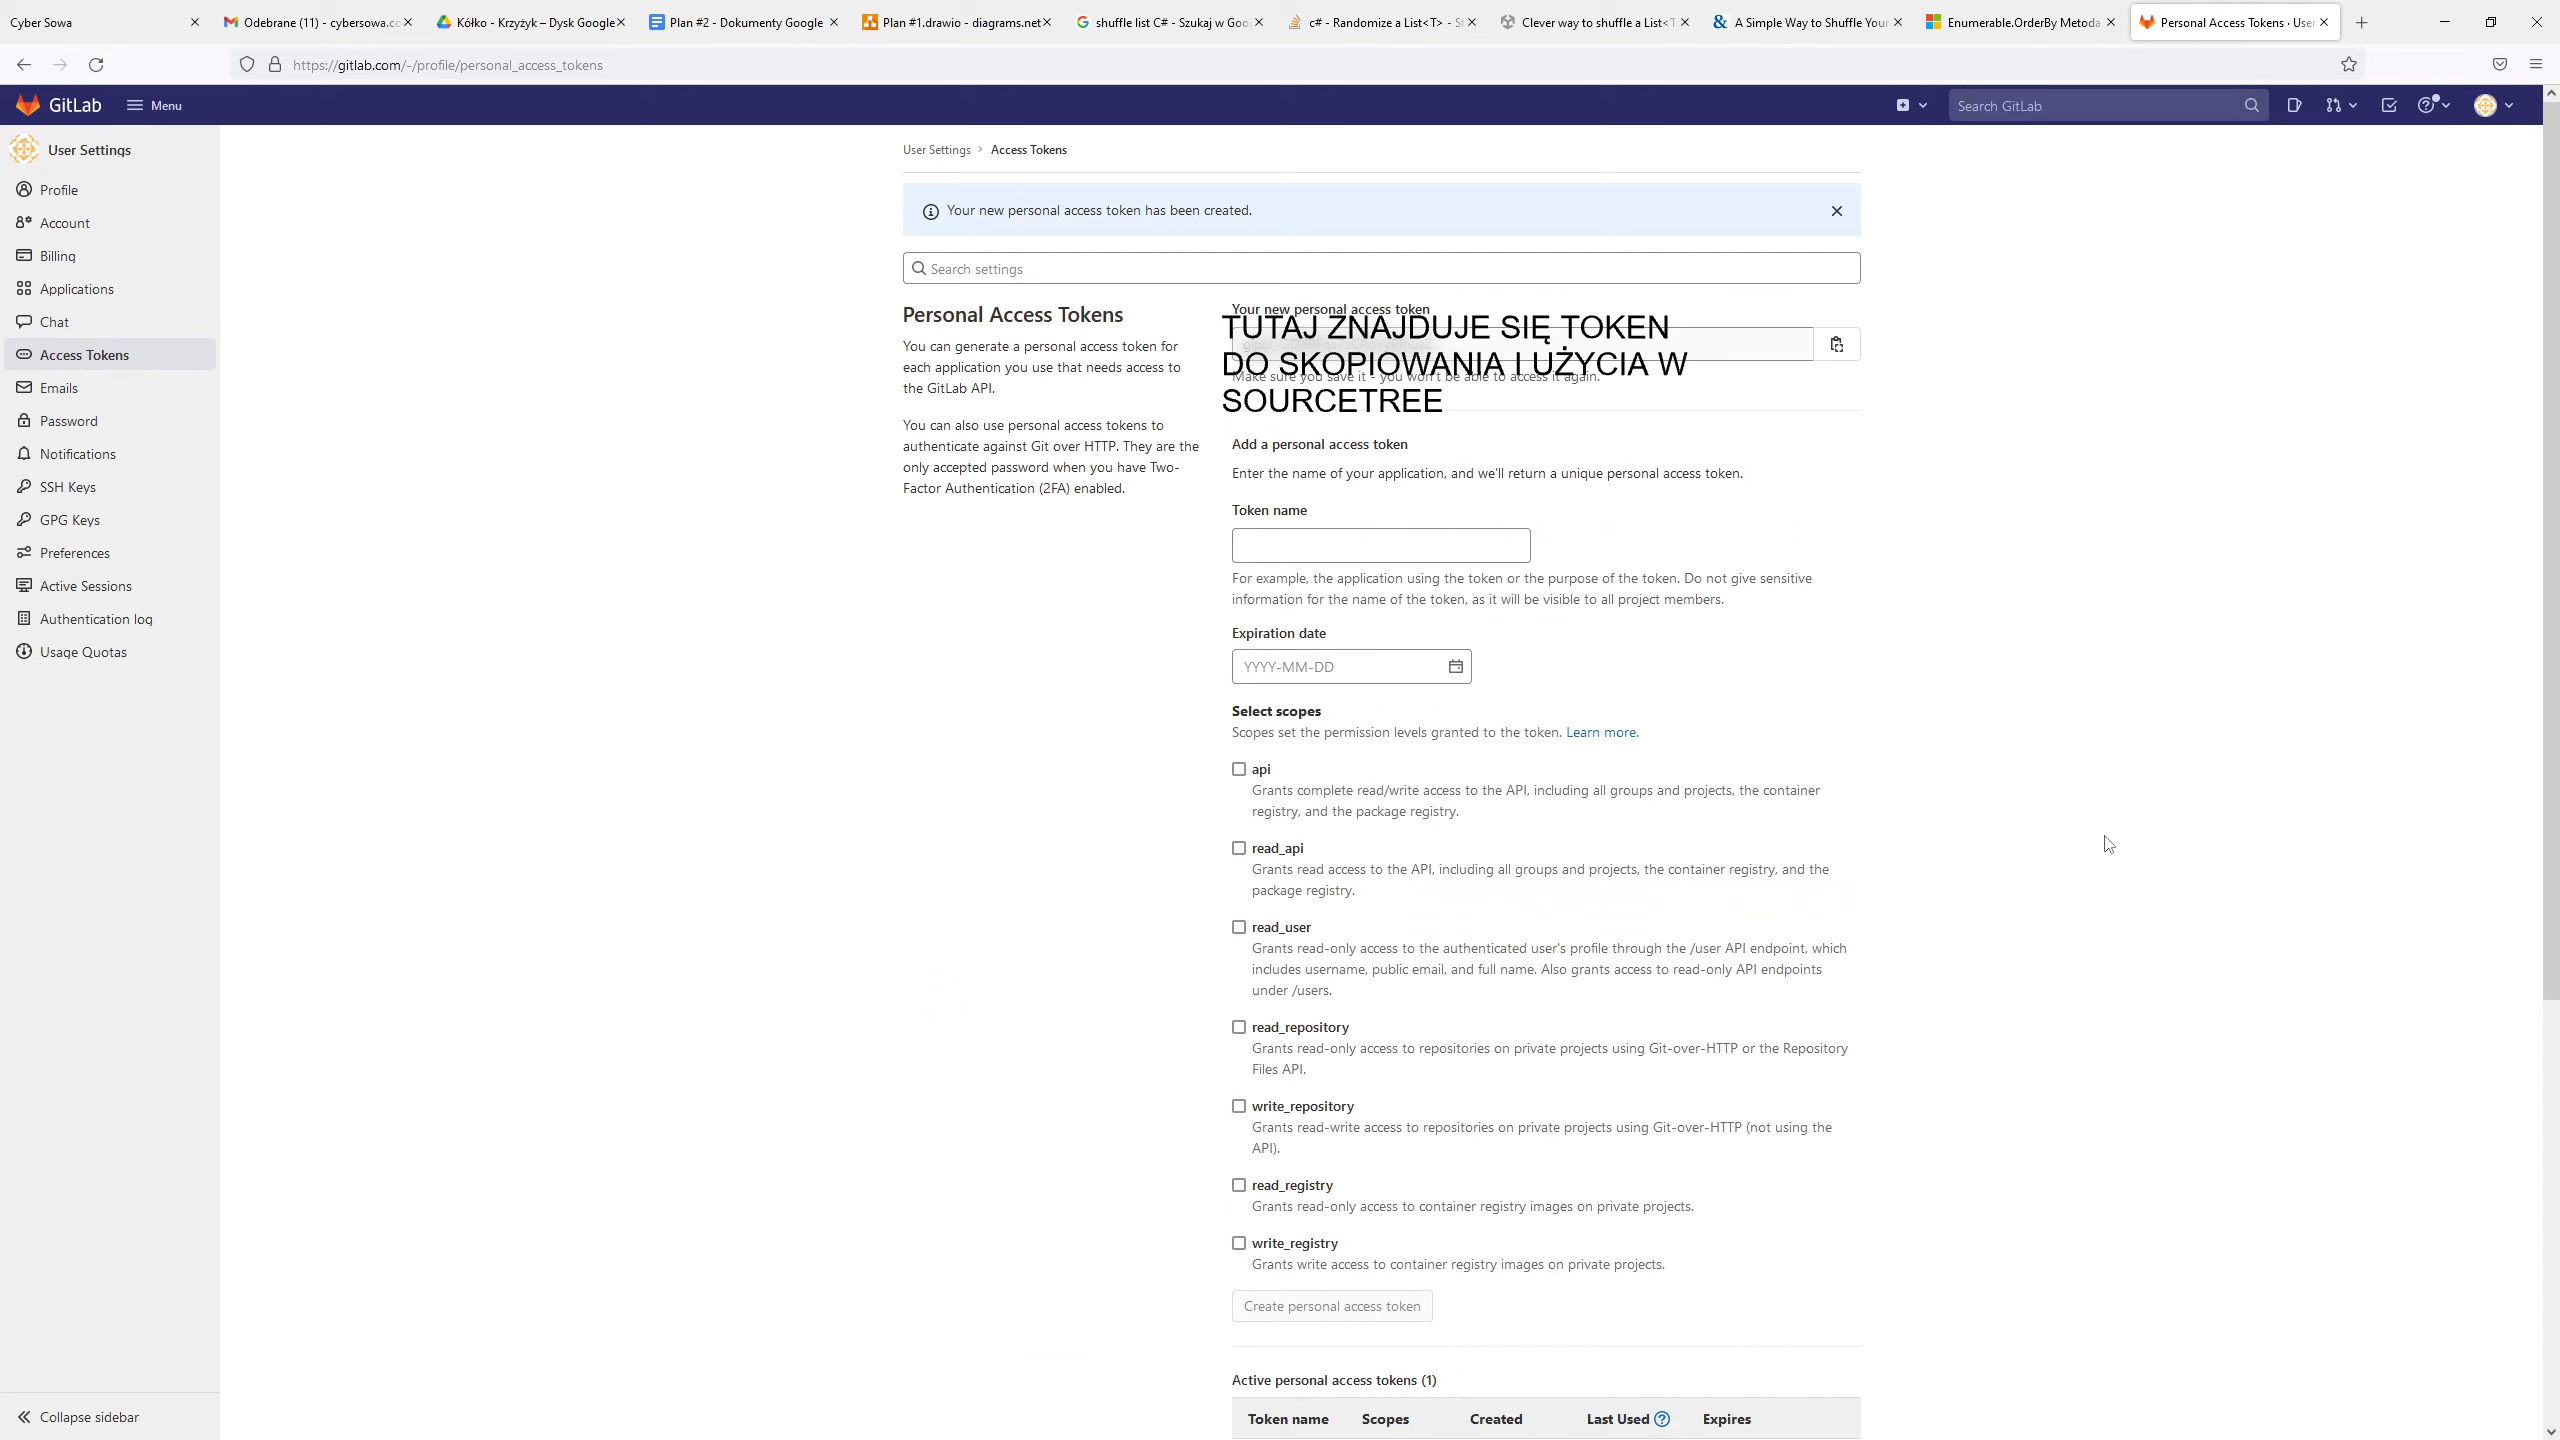 Cyber Sowa
Odebrane (11) - cybersowa.co
Kółko - Krzyżyk – Dysk Google
Plan #2 - Dokumenty Google
Plan #1.drawio - diagrams.net
shuffle list C# - Szukaj w Goo
c# - Randomize a List<T> - St
Clever way to shuffle a List<T
A Simple Way to Shuffle Your
Enumerable.OrderBy Metoda
Personal Access Tokens · User
https://gitlab.com/-/profile/personal_access_tokens
GitLab
Menu
Search GitLab
User Settings
Profile
Account
Billing
Applications
Chat
Access Tokens
Emails
Password
Notifications
SSH Keys
GPG Keys
Preferences
Active Sessions
Authentication log
Usage Quotas
Collapse sidebar
User Settings › Access Tokens
Your new personal access token has been created.
Search settings
Personal Access Tokens
You can generate a personal access token for
each application you use that needs access to
the GitLab API.
You can also use personal access tokens to
authenticate against Git over HTTP. They are the
only accepted password when you have Two-
Factor Authentication (2FA) enabled.
Your new personal access token
TUTAJ ZNAJDUJE SIĘ TOKEN
DO SKOPIOWANIA I UŻYCIA W
SOURCETREE
Make sure you save it - you won't be able to access it again.
Add a personal access token
Enter the name of your application, and we'll return a unique personal access token.
Token name
For example, the application using the token or the purpose of the token. Do not give sensitive
information for the name of the token, as it will be visible to all project members.
Expiration date
YYYY-MM-DD
Select scopes
Scopes set the permission levels granted to the token. Learn more.
api
Grants complete read/write access to the API, including all groups and projects, the container
registry, and the package registry.
read_api
Grants read access to the API, including all groups and projects, the container registry, and the
package registry.
read_user
Grants read-only access to the authenticated user's profile through the /user API endpoint, which
includes username, public email, and full name. Also grants access to read-only API endpoints
under /users.
read_repository
Grants read-only access to repositories on private projects using Git-over-HTTP or the Repository
Files API.
write_repository
Grants read-write access to repositories on private projects using Git-over-HTTP (not using the
API).
read_registry
Grants read-only access to container registry images on private projects.
write_registry
Grants write access to container registry images on private projects.
Create personal access token
Active personal access tokens (1)
Token name
Scopes
Created
Last Used
Expires